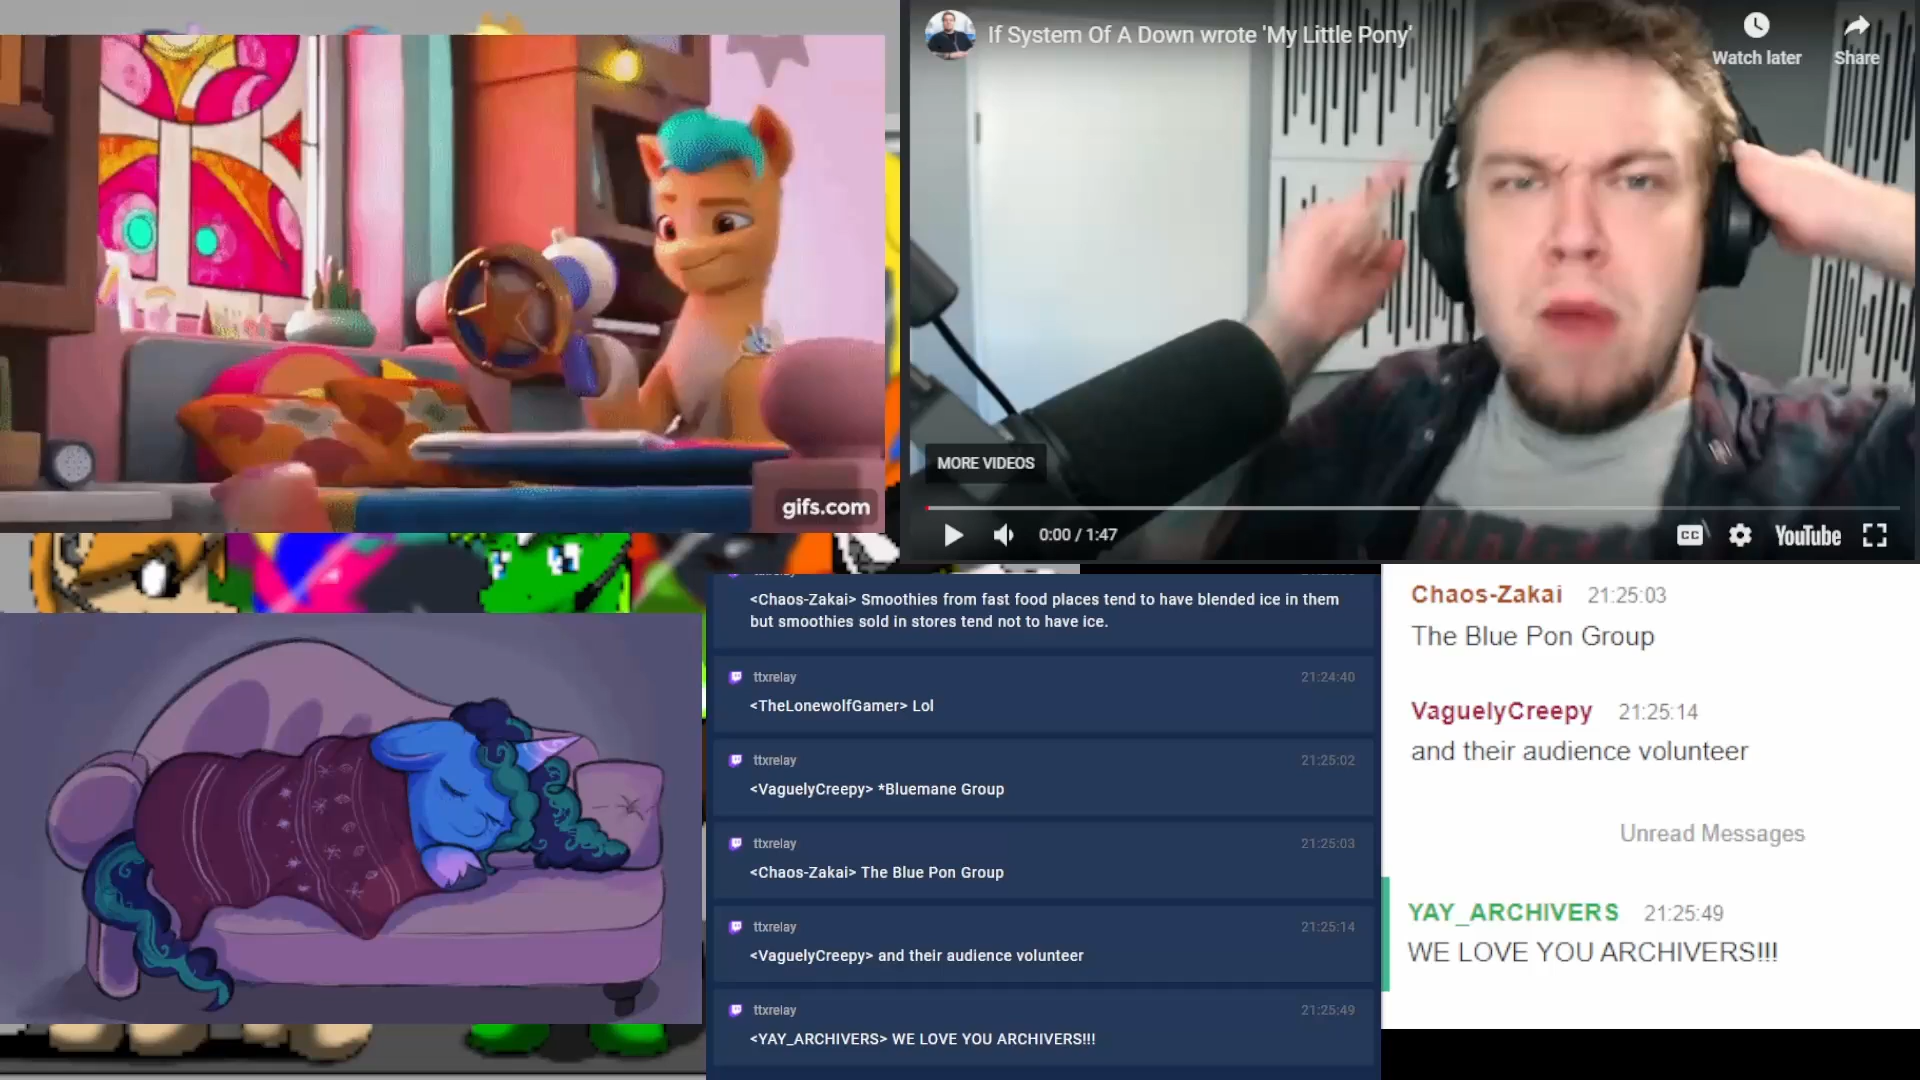 gifs.com
If System Of A Down wrote 'My Little Pony'
Watch later
Share
MORE VIDEOS
0:00 / 1:47
CC
YouTube
<Chaos-Zakai> Smoothies from fast food places tend to have blended ice in them
but smoothies sold in stores tend not to have ice.
ttxrelay 21:24:40
<TheLonewolfGamer> Lol
ttxrelay 21:25:02
<VaguelyCreepy> *Bluemane Group
ttxrelay 21:25:03
<Chaos-Zakai> The Blue Pon Group
ttxrelay 21:25:14
<VaguelyCreepy> and their audience volunteer
ttxrelay 21:25:49
<YAY_ARCHIVERS> WE LOVE YOU ARCHIVERS!!!
Chaos-Zakai 21:25:03
The Blue Pon Group
VaguelyCreepy 21:25:14
and their audience volunteer
Unread Messages
YAY_ARCHIVERS 21:25:49
WE LOVE YOU ARCHIVERS!!!